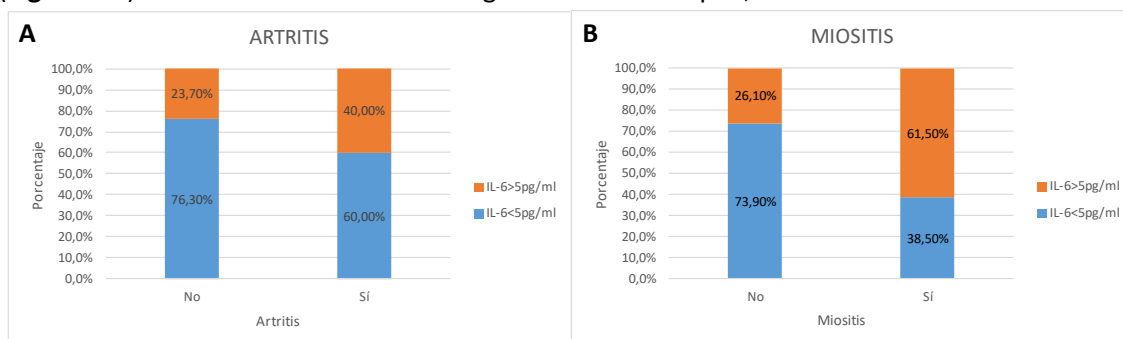 A
ARTRITIS
100,0%
90,0%
80,0%
70,0%
60,0%
50,0%
40,0%
30,0%
20,0%
10,0%
0,0%
Porcentaje
23,70%
40,00%
76,30%
60,00%
No
Sí
Artritis
IL-6>5pg/ml
IL-6<5pg/ml
B
MIOSITIS
100,0%
90,0%
80,0%
70,0%
60,0%
50,0%
40,0%
30,0%
20,0%
10,0%
0,0%
Porcentaje
26,10%
61,50%
73,90%
38,50%
No
Sí
Miositis
IL-6>5pg/ml
IL-6<5pg/ml